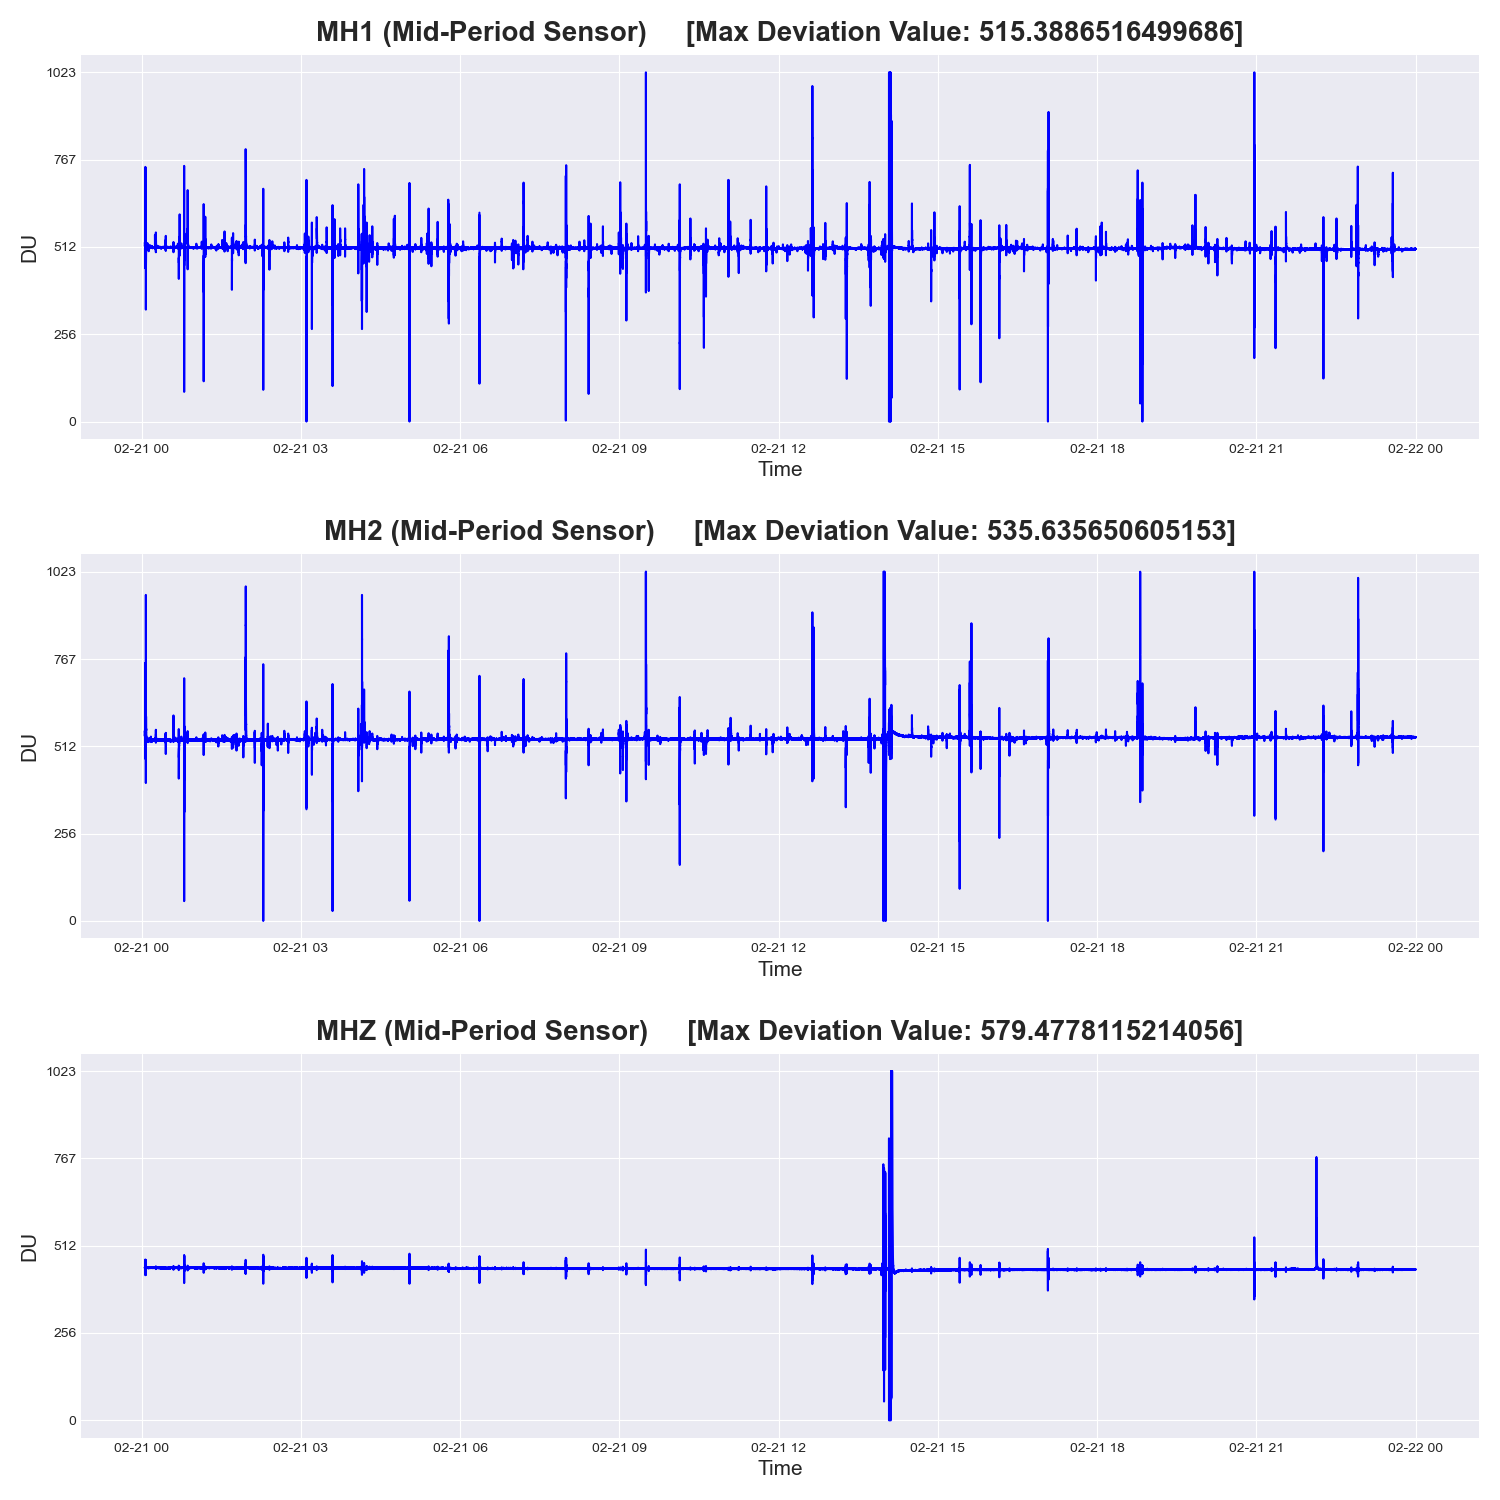 MH1 (Mid-Period Sensor) [Max Deviation Value: 515.3886516499686]
1023
767
512
256
0
DU
02-21 00 02-21 03 02-21 06 02-21 09 02-21 12 02-21 15 02-21 18 02-21 21 02-22 00
Time
MH2 (Mid-Period Sensor) [Max Deviation Value: 535.635650605153]
1023
767
512
256
0
DU
02-21 00 02-21 03 02-21 06 02-21 09 02-21 12 02-21 15 02-21 18 02-21 21 02-22 00
Time
MHZ (Mid-Period Sensor) [Max Deviation Value: 579.4778115214056]
1023
767
512
256
0
DU
02-21 00 02-21 03 02-21 06 02-21 09 02-21 12 02-21 15 02-21 18 02-21 21 02-22 00
Time